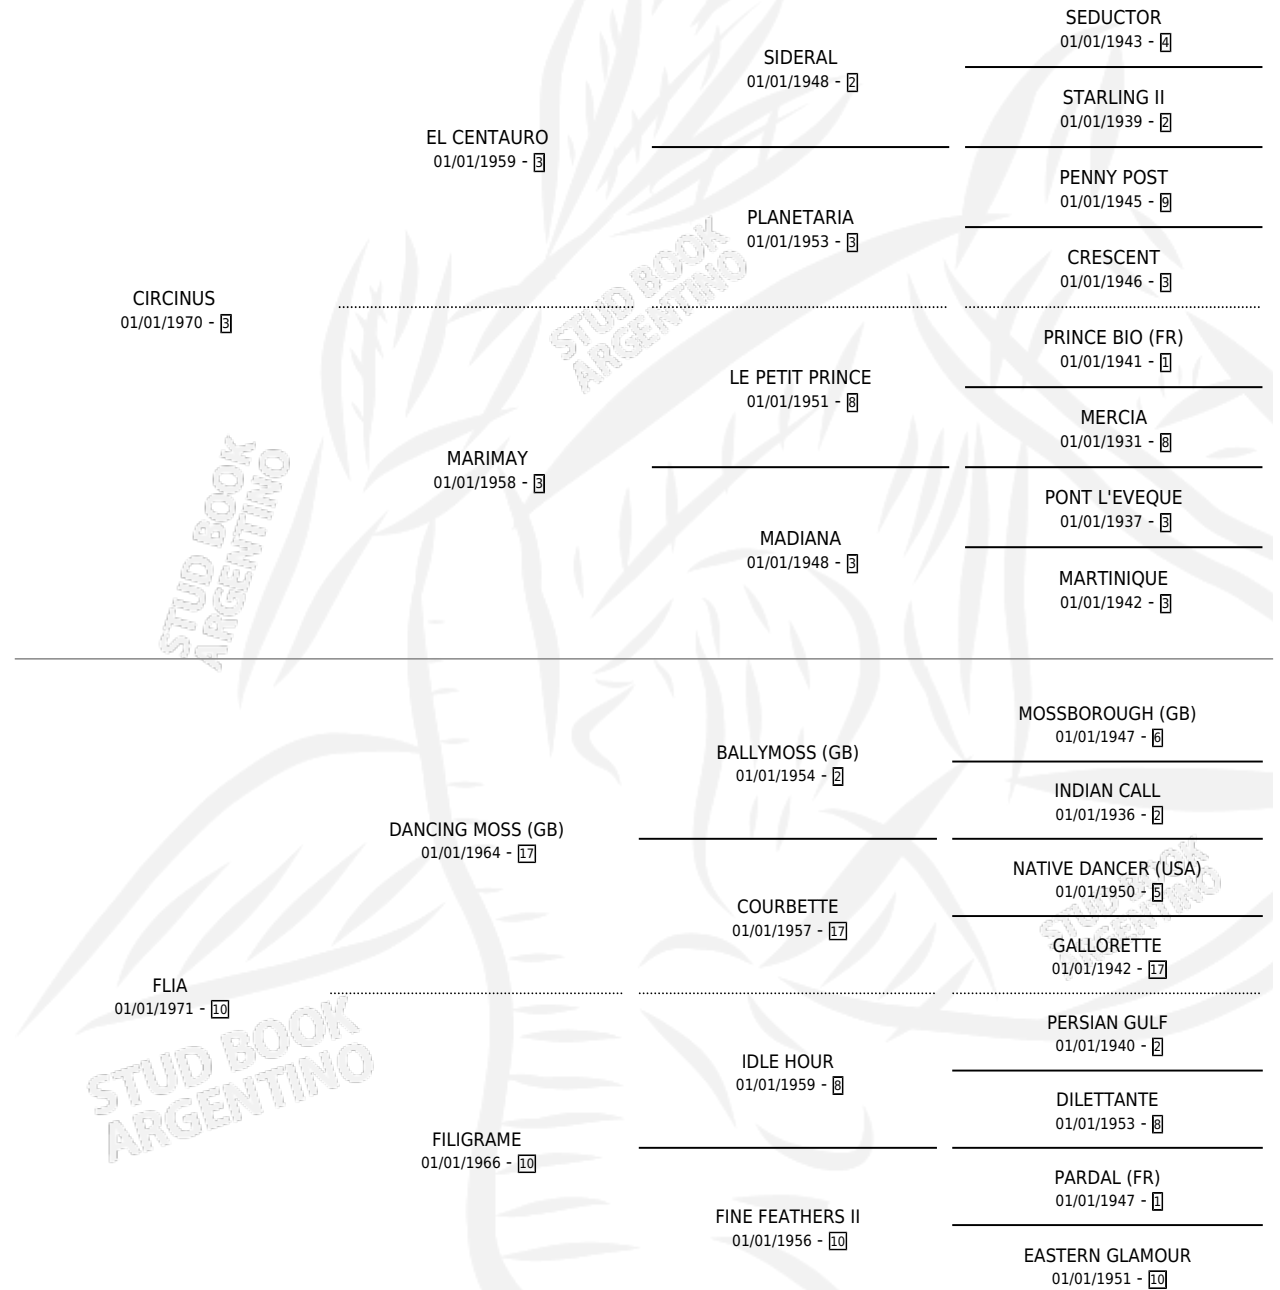 SEDUCTOR
01/01/1943 - 4
SIDERAL
01/01/1948 - 2
STARLING II
01/01/1939 - 2
EL CENTAURO
01/01/1959 - 3
PENNY POST
01/01/1945 - 9
PLANETARIA
01/01/1953 - 3
CRESCENT
01/01/1946 - 3
CIRCINUS
01/01/1970 - 3
PRINCE BIO (FR)
01/01/1941 - 1
LE PETIT PRINCE
01/01/1951 - 8
MERCIA
01/01/1931 - 8
MARIMAY
01/01/1958 - 3
PONT L'EVEQUE
01/01/1937 - 3
MADIANA
01/01/1948 - 3
MARTINIQUE
01/01/1942 - 3
MOSSBOROUGH (GB)
01/01/1947 - 6
BALLYMOSS (GB)
01/01/1954 - 2
INDIAN CALL
01/01/1936 - 2
DANCING MOSS (GB)
01/01/1964 - 17
NATIVE DANCER (USA)
01/01/1950 - 5
COURBETTE
01/01/1957 - 17
GALLORETTE
01/01/1942 - 17
FLIA
01/01/1971 - 10
PERSIAN GULF
01/01/1940 - 2
IDLE HOUR
01/01/1959 - 8
DILETTANTE
01/01/1953 - 8
FILIGRAME
01/01/1966 - 10
PARDAL (FR)
01/01/1947 - 1
FINE FEATHERS II
01/01/1956 - 10
EASTERN GLAMOUR
01/01/1951 - 10
STUD BOOK
ARGENTINO
STUD BOOK
ARGENTINO
STUD BOOK
ARGENTINO
STUD BOOK
ARGENTINO